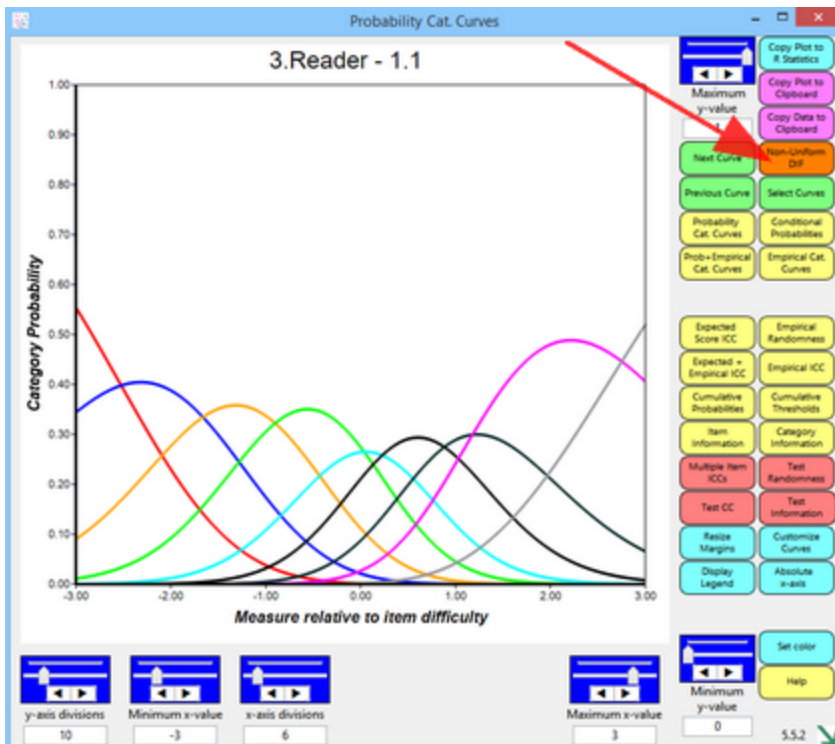 Probability Cat. Curves
3.Reader - 1.1
1.00
0.90
0.80
0.70
0.60
0.50
0.40
0.30
0.20
0.10
0.00
Category Probability
-3.00
-2.00
-1.00
0.00
1.00
2.00
3.00
Measure relative to item difficulty
Maximum
y-value
Copy Plot to
R Statistics
Copy Plot to
Clipboard
Copy Data to
Clipboard
Next Curve
Non-Uniform
DIF
Previous Curve
Select Curves
Probability
Cat. Curves
Conditional
Probabilities
Prob+Empirical
Cat. Curves
Empirical Cat.
Curves
Expected
Score ICC
Empirical
Randomness
Expected +
Empirical ICC
Empirical ICC
Cumulative
Probabilities
Cumulative
Thresholds
Item
Information
Category
Information
Multiple Item
ICCs
Test
Randomness
Test CC
Test
Information
Resize
Margins
Customize
Curves
Display
Legend
Absolute
x-axis
Set color
Help
Minimum
y-value
0
5.5.2
y-axis divisions
10
Minimum x-value
-3
x-axis divisions
6
Maximum x-value
3